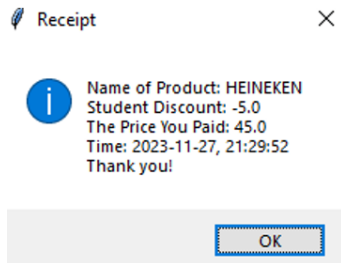 Receipt
Name of Product: HEINEKEN
Student Discount: -5.0
The Price You Paid: 45.0
Time: 2023-11-27, 21:29:52
Thank you!
OK